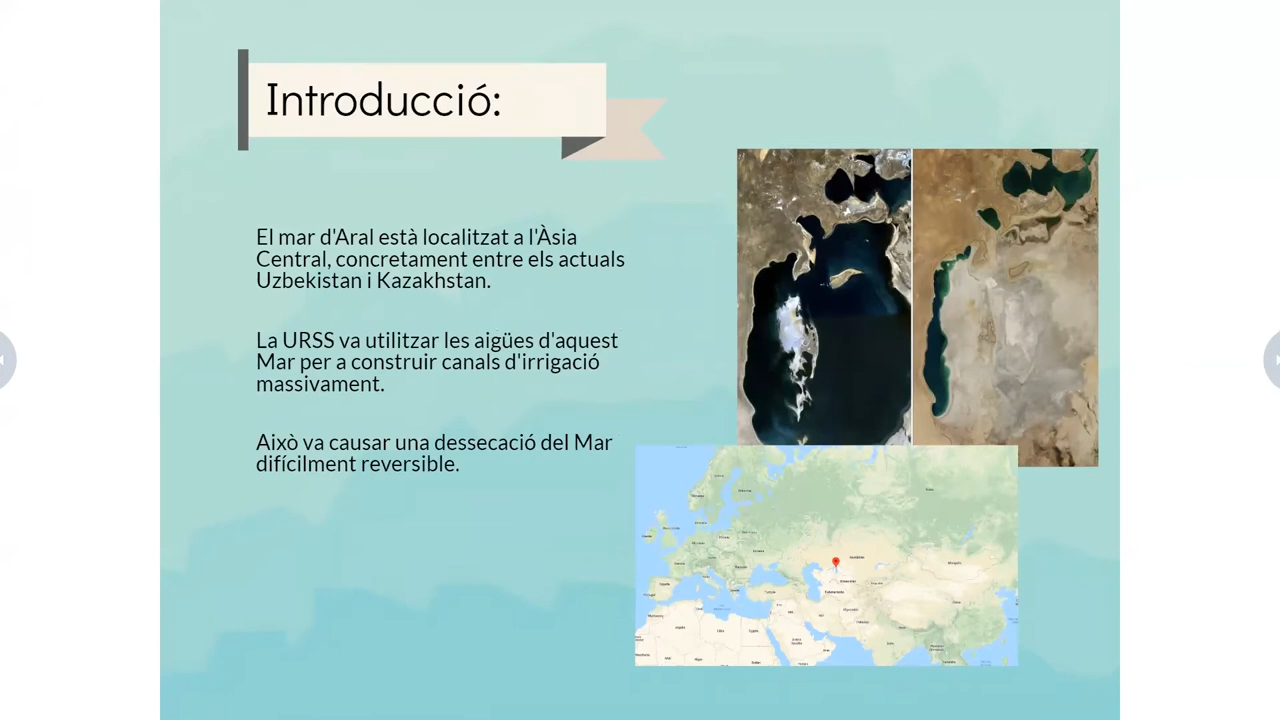 Introducció:
El mar d'Aral està localitzat a l'Àsia
Central, concretament entre els actuals
Uzbekistan i Kazakhstan.
La URSS va utilitzar les aigües d'aquest
Mar per a construir canals d'irrigació
massivament.
Això va causar una dessecació del Mar
difícilment reversible.